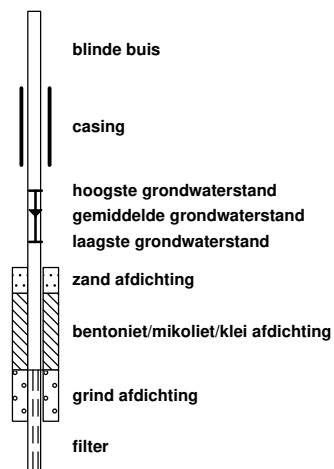 blinde buis
casing
hoogste grondwaterstand
gemiddelde grondwaterstand
laagste grondwaterstand
zand afdichting
bentoniet/mikoliet/klei afdichting
grind afdichting
filter